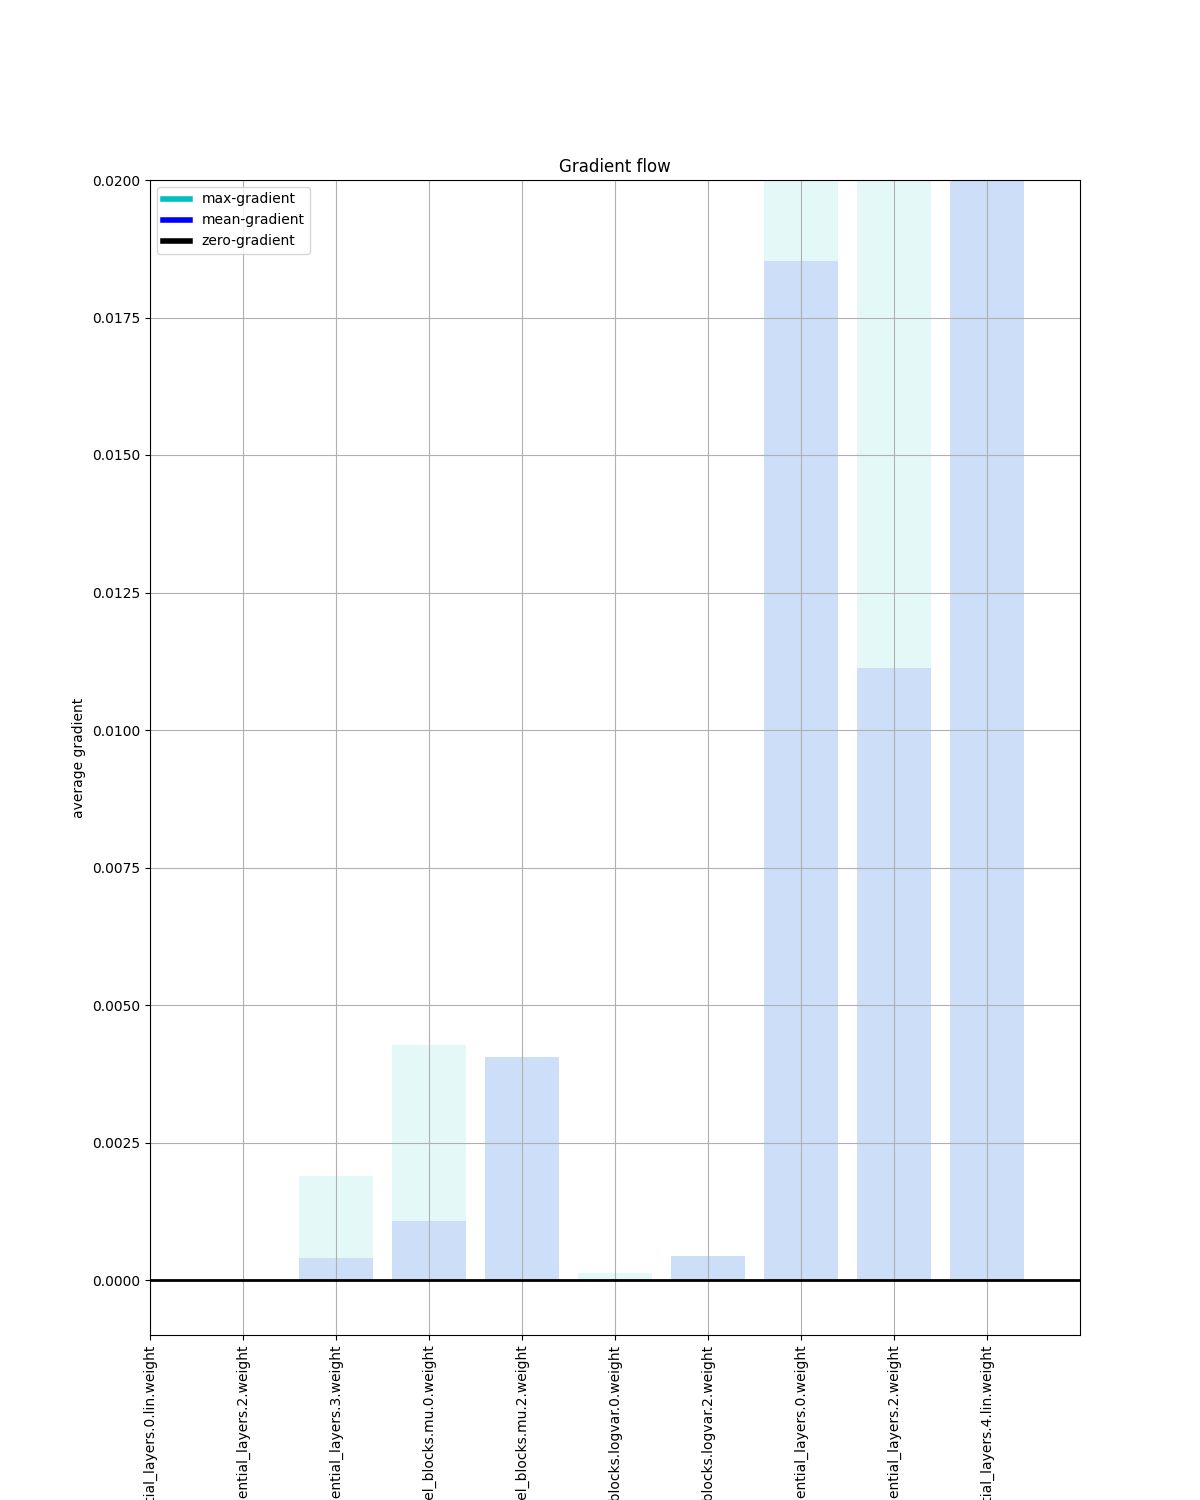 Gradient flow
max-gradient
mean-gradient
zero-gradient
0.0200
0.0175
0.0150
0.0125
0.0100
0.0075
0.0050
0.0025
0.0000
average gradient
tial_layers.0.lin.weight
ential_layers.2.weight
ential_layers.3.weight
el_blocks.mu.0.weight
el_blocks.mu.2.weight
blocks.logvar.0.weight
blocks.logvar.2.weight
ential_layers.0.weight
ential_layers.2.weight
tial_layers.4.lin.weight